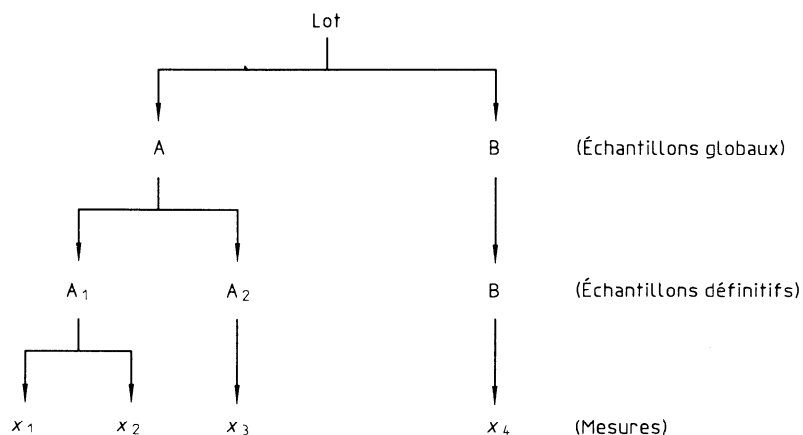 Lot
A B (Échantillons globaux)
A₁ A₂ B (Échantillons définitifs)
x₁ x₂ x₃ x₄ (Mesures)